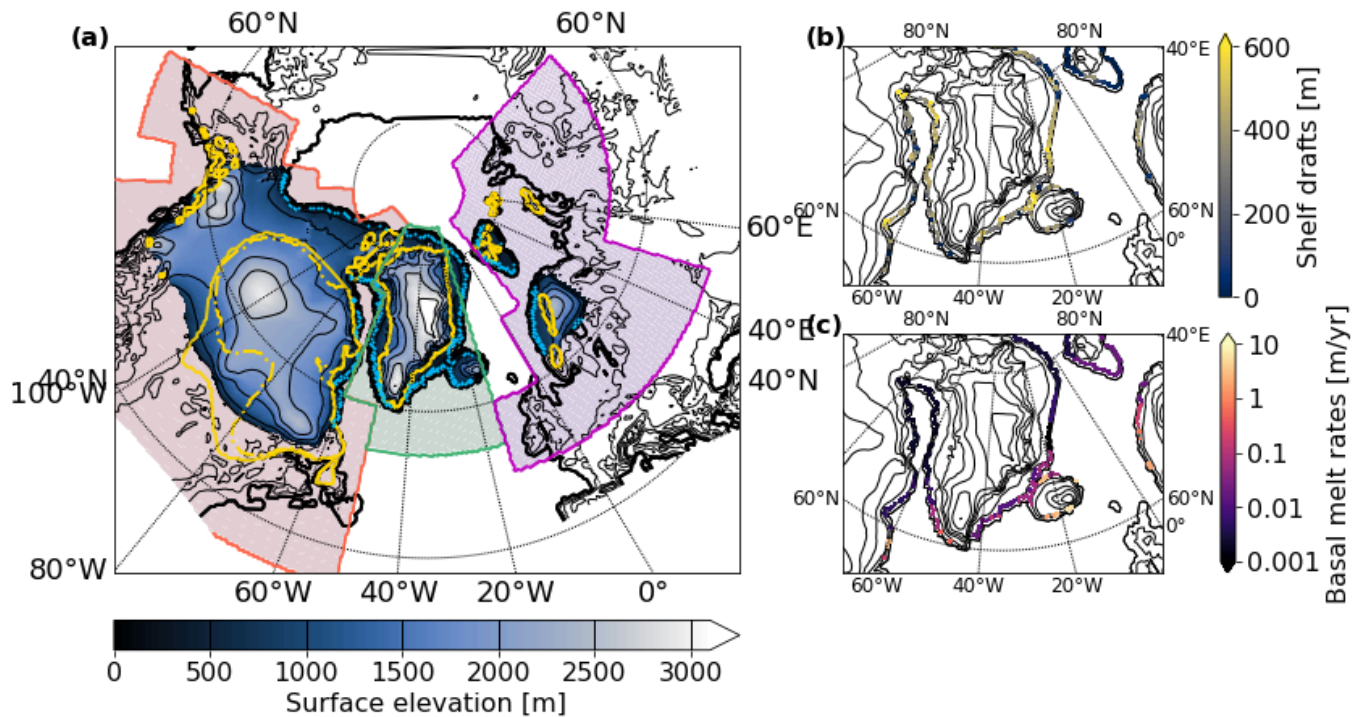 (a)
60°N
60°N
60°E
40°E
40°N
40°N
100°W
80°W
60°W
40°W
20°W
0°
0
500
1000
1500
2000
2500
3000
Surface elevation [m]
(b)
80°N
80°N
40°E
60°N
60°N
0°
60°W
40°W
20°W
600
400
200
0
Shelf drafts [m]
(c)
80°N
80°N
40°E
60°N
60°N
0°
60°W
40°W
20°W
10
1
0.1
0.01
0.001
Basal melt rates [m/yr]